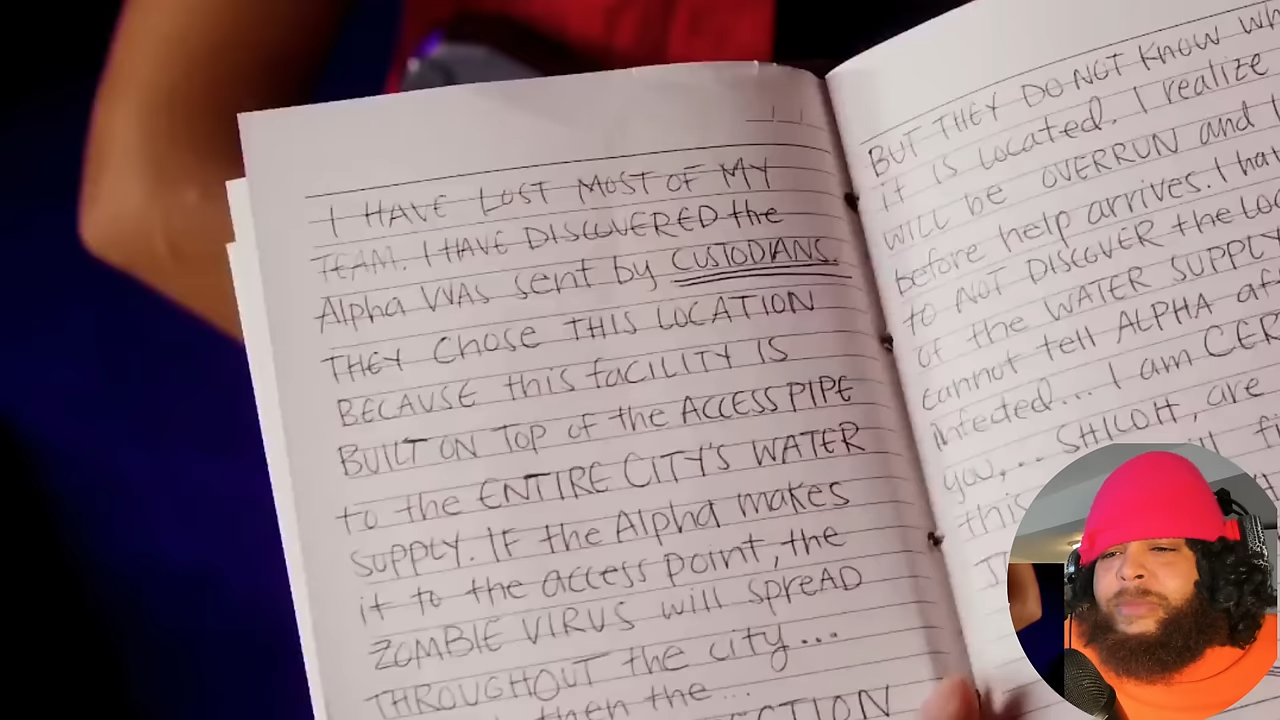 I HAVE LOST MOST OF MY
TEAM. I HAVE DISCOVERED the
Alpha WAS sent by CUSTODIANS.
THEY Chose THIS LOCATION
BECAUSE this facility IS
BUILT ON TOP of the ACCESS PIPE
to the ENTIRE CITY'S WATER
SUPPLY. IF the Alpha makes
it to the access point, the
ZOMBIE VIRUS will spreAD
THROUGHOUT the city...
then the...
BUT THEY DO NOT Know
it is located. I realize
will be OVERRUN and
before help arrives. I
to NOT DISCOVER the
of the WATER SUPPLY
cannot tell ALPHA
infected... I am
you,... SHILOH, are
this